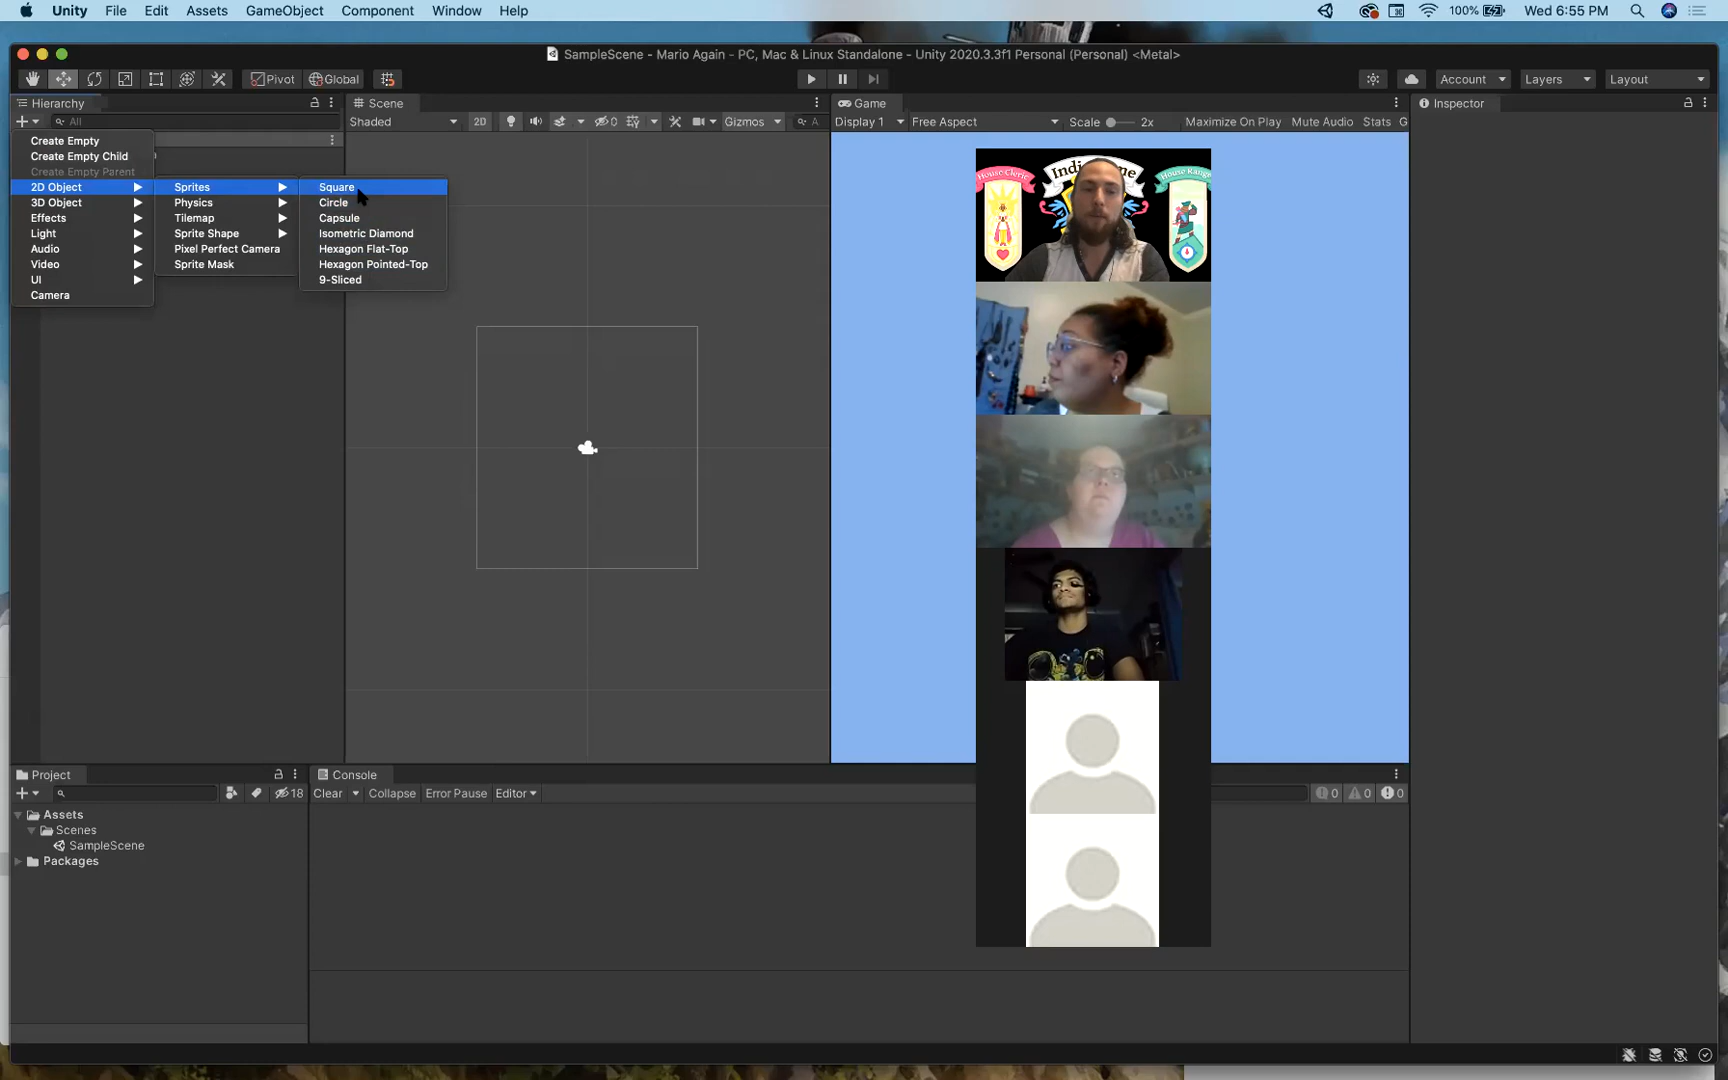 Unity File Edit Assets GameObject Component Window Help 100% Wed 6:55 PM
SampleScene - Mario Again - PC, Mac & Linux Standalone - Unity 2020.3.3f1 Personal (Personal) <Metal>
Pivot Global Account Layers Layout
Hierarchy Scene Game Inspector
All Shaded 2D 0 Gizmos A Display 1 Free Aspect Scale 2x Maximize On Play Mute Audio Stats G
Create Empty
Create Empty Child
Create Empty Parent
2D Object Sprites Square
3D Object Physics Circle
Effects Tilemap Capsule
Light Sprite Shape Isometric Diamond
Audio Pixel Perfect Camera Hexagon Flat-Top
Video Sprite Mask Hexagon Pointed-Top
UI 9-Sliced
Camera
House Cleric
House Rang
Project Console
18 Clear Collapse Error Pause Editor 0 0 0
Assets
Scenes
SampleScene
Packages